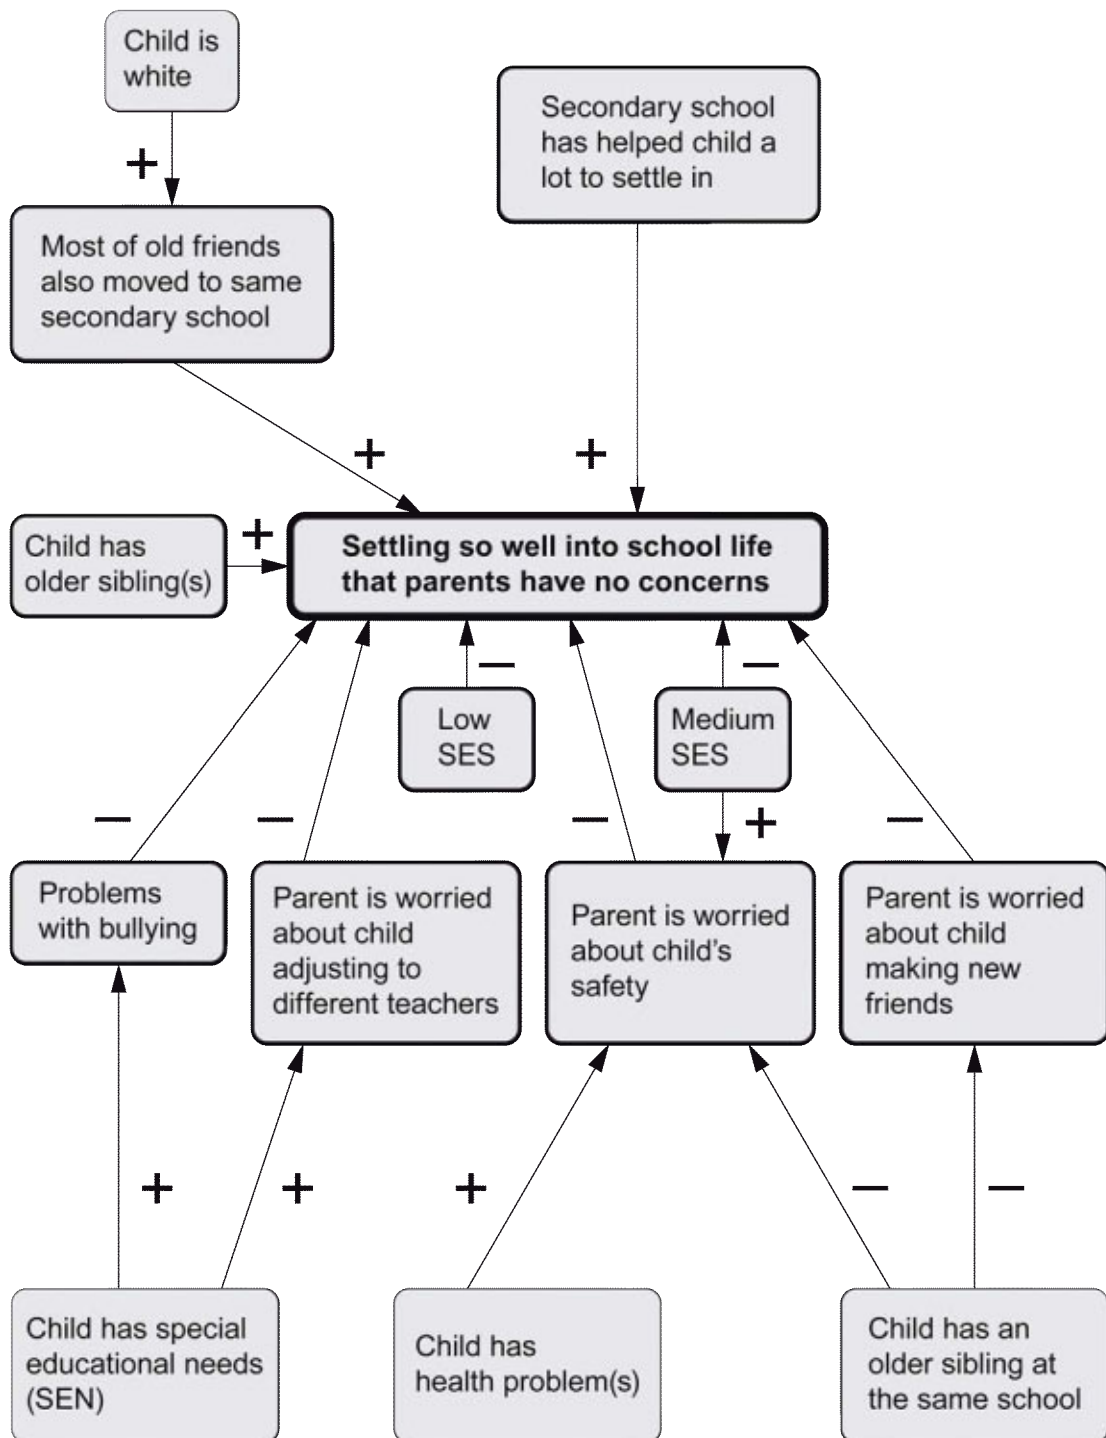 Child is
white
+
Secondary school
has helped child a
lot to settle in
Most of old friends
also moved to same
secondary school
+
+
Child has
older sibling(s)
+
Settling so well into school life
that parents have no concerns
Low
SES
–
Medium
SES
–
+
–
–
–
–
Problems
with bullying
Parent is worried
about child
adjusting to
different teachers
Parent is worried
about child's
safety
Parent is worried
about child
making new
friends
+
+
+
–
–
Child has special
educational needs
(SEN)
Child has
health problem(s)
Child has an
older sibling at
the same school